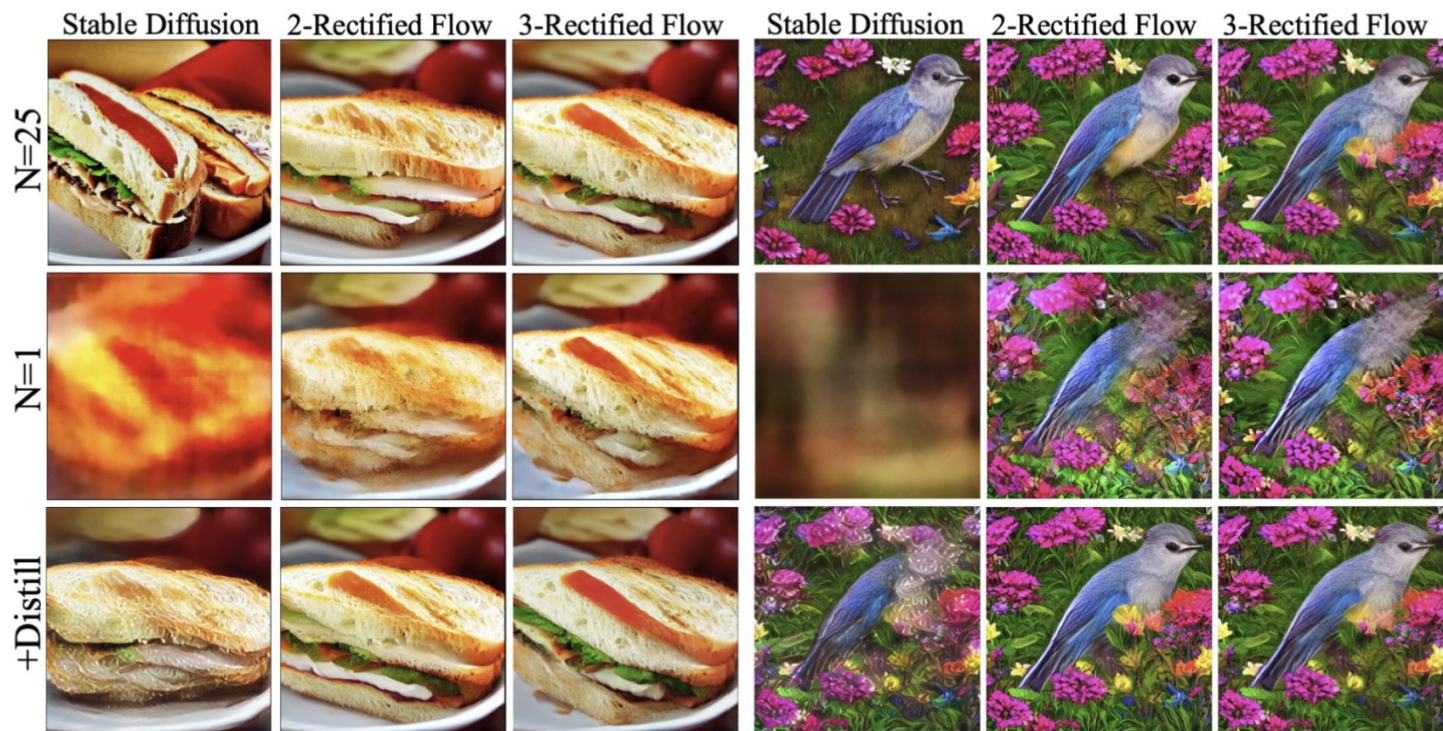 Stable Diffusion 2-Rectified Flow 3-Rectified Flow Stable Diffusion 2-Rectified Flow 3-Rectified Flow
N=25
N=1
+Distill